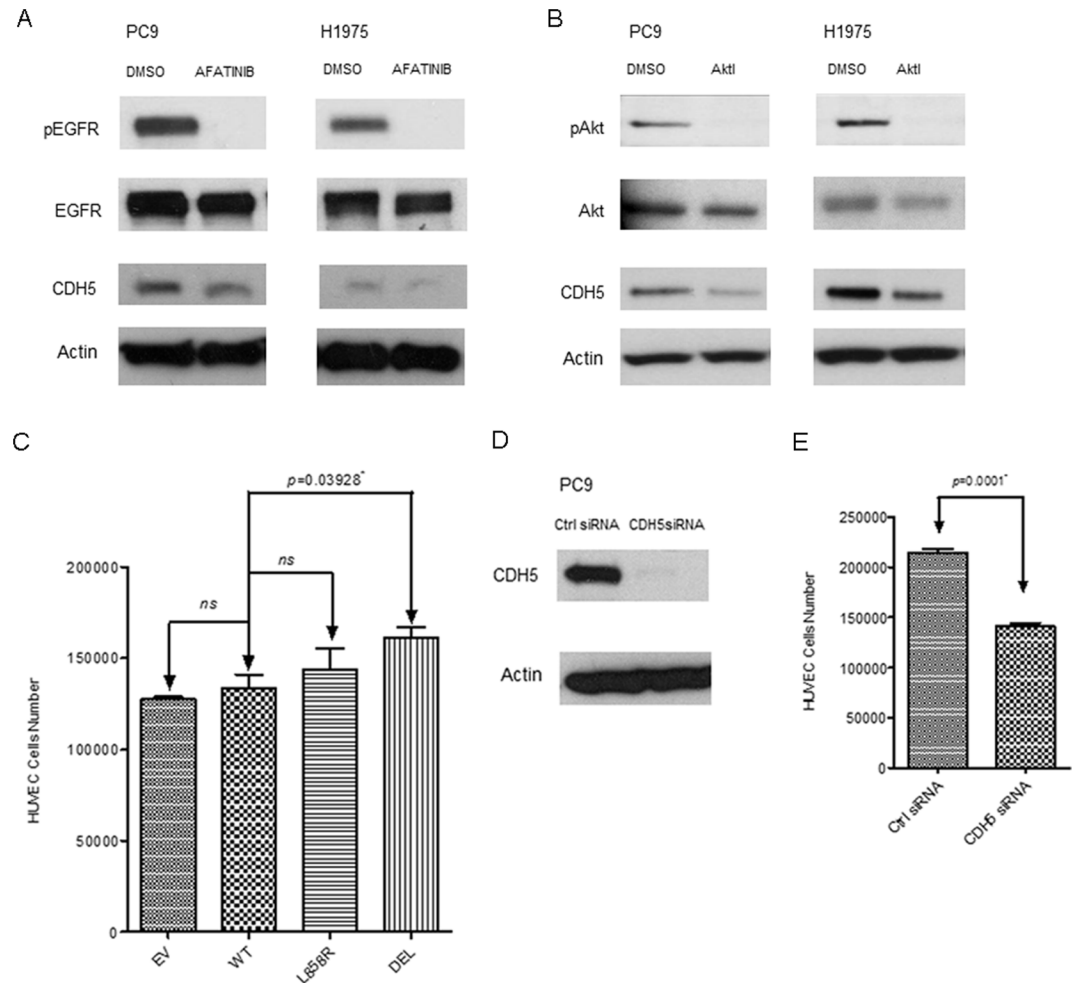 A
PC9
H1975
DMSO AFATINIB
DMSO AFATINIB
pEGFR
EGFR
CDH5
Actin
B
PC9
H1975
DMSO AktI
DMSO AktI
pAkt
Akt
CDH5
Actin
C
p=0.03928*
ns
ns
HUVEC Cells Number
200000
150000
100000
50000
0
EV
WT
L858R
DEL
D
PC9
Ctrl siRNA CDH5siRNA
CDH5
Actin
E
p=0.0001*
HUVEC Cells Number
250000
200000
150000
100000
50000
0
Ctrl siRNA
CDH5 siRNA